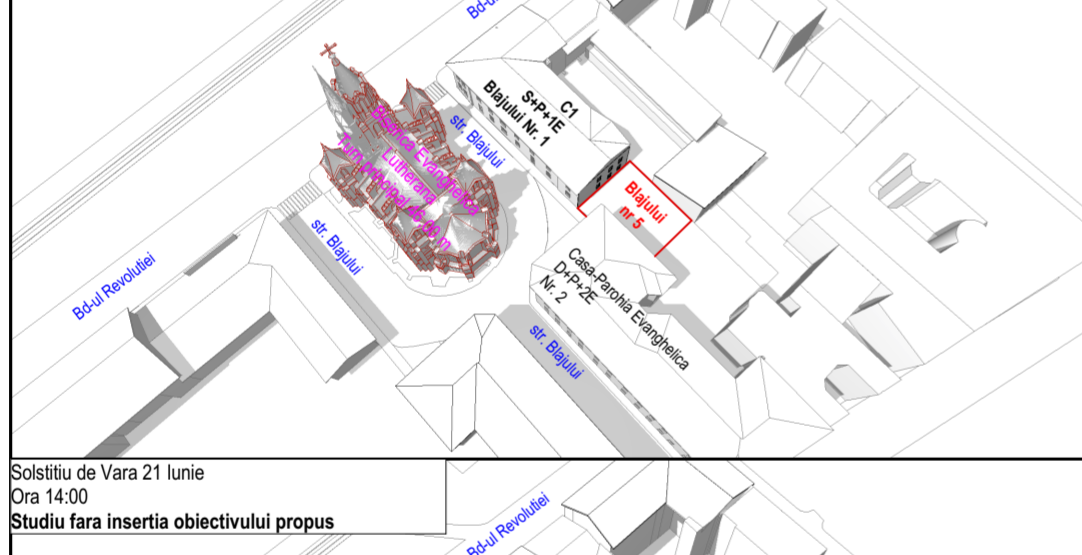 Bd-ul
C1
S+P+1E
Blajului Nr. 1
str. Blajului
Biserica Evanghelica
Lutherana
Turn principal 46.00 m
Blajului
nr 5
str. Blajului
Bd-ul Revolutiei
Casa-Parohia Evanghelica
D+P+2E
Nr. 2
str. Blajului
Solstitiu de Vara 21 Iunie
Ora 14:00
Studiu fara insertia obiectivului propus
Bd-ul Revolutiei